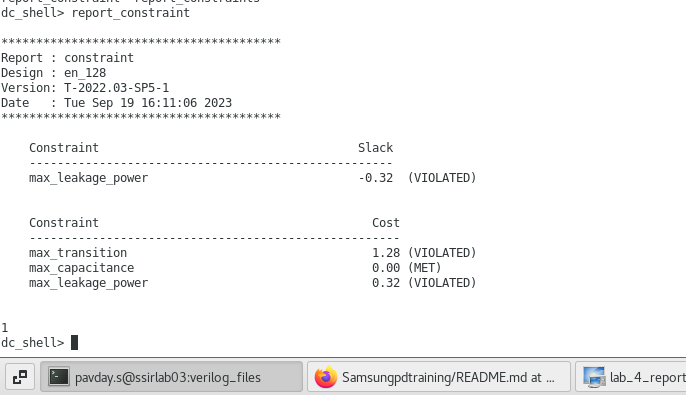 dc_shell> report_constraint
****************************************
Report : constraint
Design : en_128
Version: T-2022.03-SP5-1
Date   : Tue Sep 19 16:11:06 2023
****************************************
Constraint                                     Slack
----------------------------------------------------
max_leakage_power                              -0.32  (VIOLATED)
Constraint                                       Cost
-----------------------------------------------------
max_transition                                   1.28 (VIOLATED)
max_capacitance                                  0.00 (MET)
max_leakage_power                                0.32 (VIOLATED)
1
dc_shell>
pavday.s@ssirlab03:verilog_files
Samsungpdtraining/README.md at ...
lab_4_report